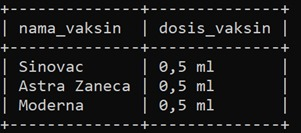 nama_vaksin | dosis_vaksin
Sinovac | 0,5 ml
Astra Zaneca | 0,5 ml
Moderna | 0,5 ml